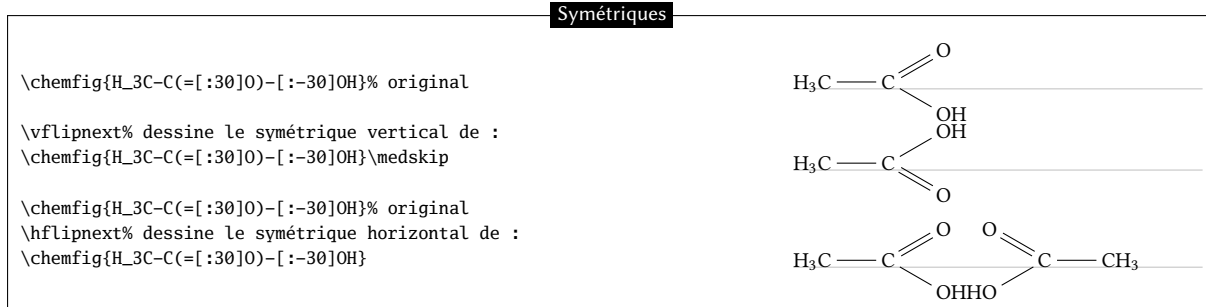 Symétriques
\chemfig{H_3C-C(=[:30]O)-[:-30]OH}% original
\vflipnext% dessine le symétrique vertical de :
\chemfig{H_3C-C(=[:30]O)-[:-30]OH}\medskip
\chemfig{H_3C-C(=[:30]O)-[:-30]OH}% original
\hflipnext% dessine le symétrique horizontal de :
\chemfig{H_3C-C(=[:30]O)-[:-30]OH}
O
H₃C C
OH
OH
H₃C C
O
O O
H₃C C C CH₃
OHHO